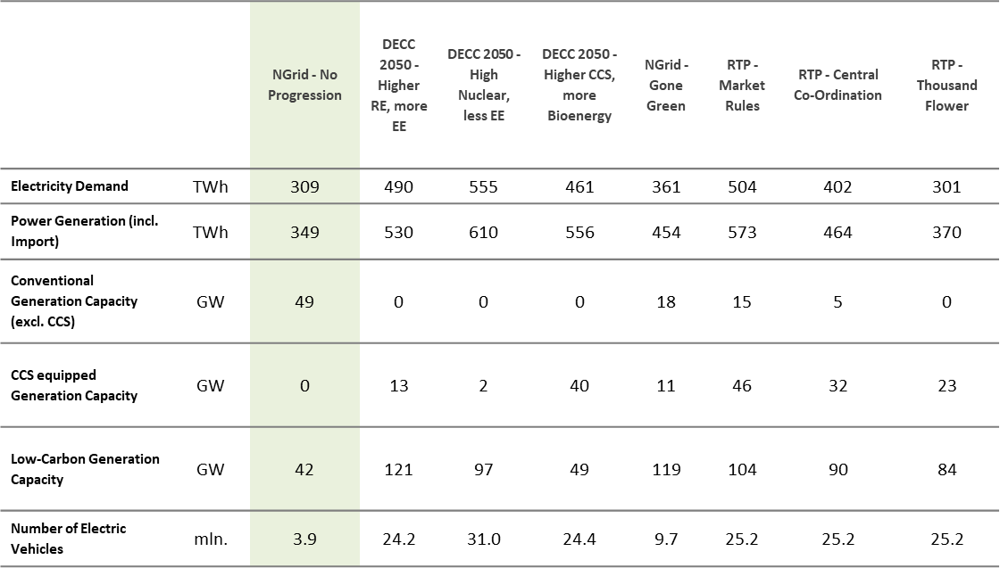 NGrid - No
Progression
DECC
2050 -
Higher
RE, more
EE
DECC 2050 -
High
Nuclear,
less EE
DECC 2050 -
Higher CCS,
more
Bioenergy
NGrid -
Gone
Green
RTP -
Market
Rules
RTP - Central
Co-Ordination
RTP -
Thousand
Flower
Electricity Demand TWh 309 490 555 461 361 504 402 301
Power Generation (incl.
Import) TWh 349 530 610 556 454 573 464 370
Conventional
Generation Capacity GW 49 0 0 0 18 15 5 0
(excl. CCS)
CCS equipped
Generation Capacity GW 0 13 2 40 11 46 32 23
Low-Carbon Generation
Capacity GW 42 121 97 49 119 104 90 84
Number of Electric
Vehicles mln. 3.9 24.2 31.0 24.4 9.7 25.2 25.2 25.2